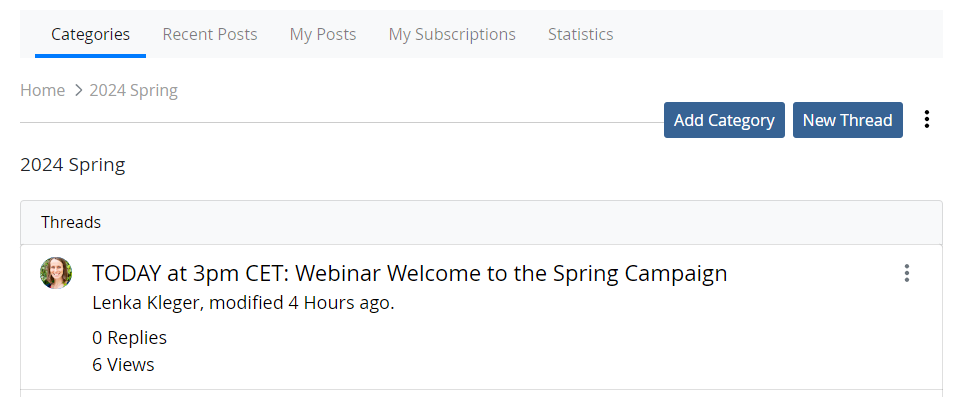 Categories Recent Posts My Posts My Subscriptions Statistics
Home > 2024 Spring
Add Category New Thread
2024 Spring
Threads
TODAY at 3pm CET: Webinar Welcome to the Spring Campaign
Lenka Kleger, modified 4 Hours ago.
0 Replies
6 Views